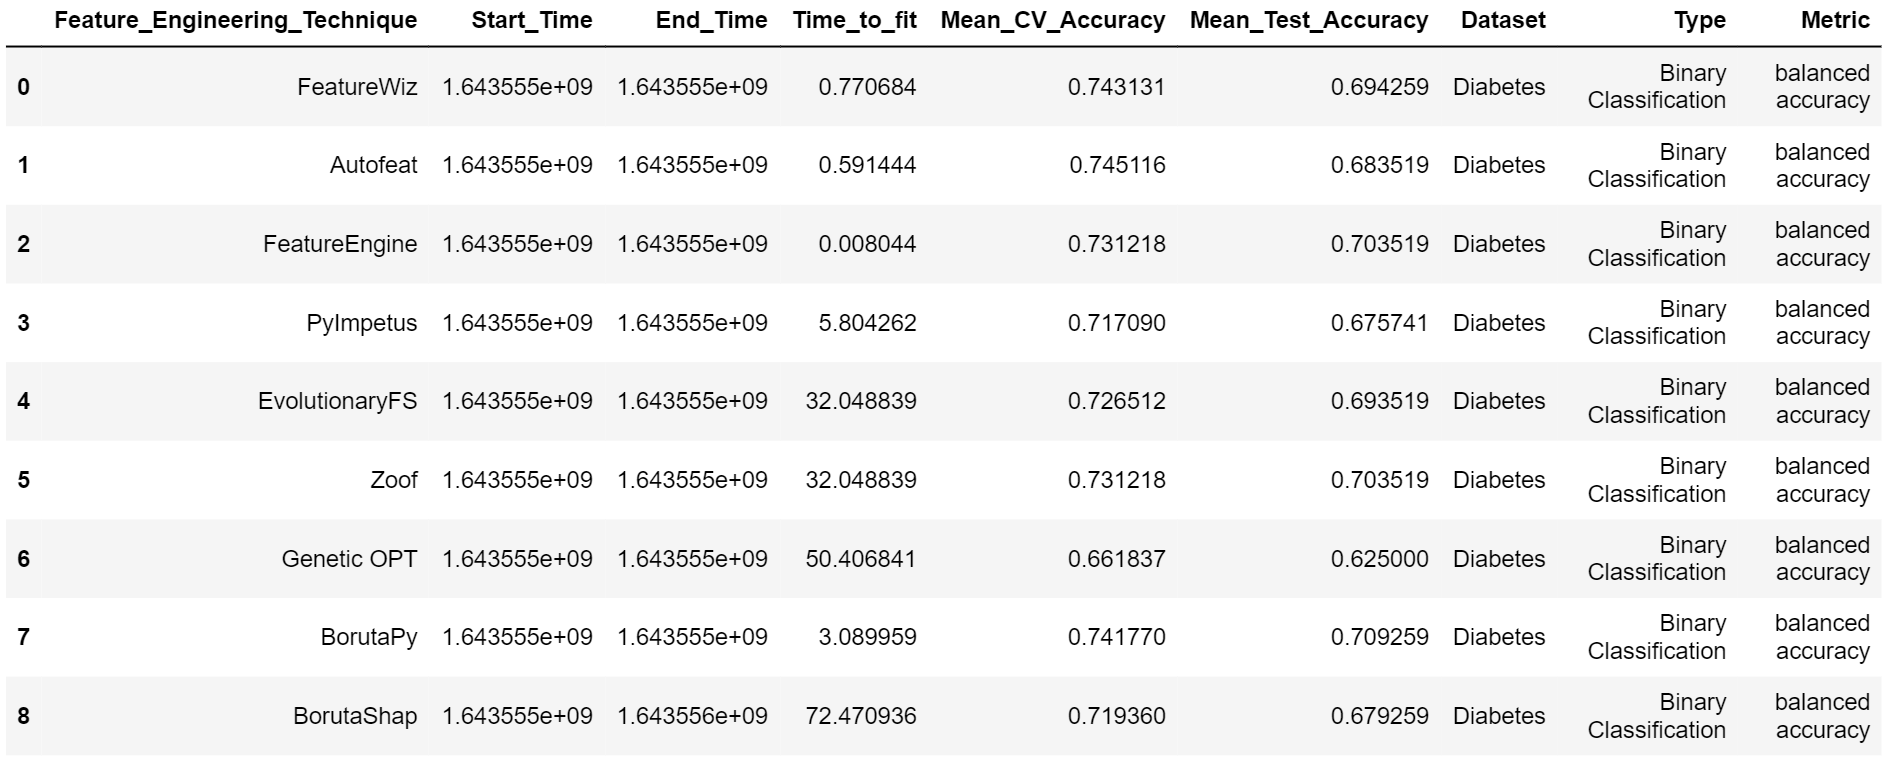 Feature_Engineering_Technique Start_Time End_Time Time_to_fit Mean_CV_Accuracy Mean_Test_Accuracy Dataset Type Metric
0 FeatureWiz 1.643555e+09 1.643555e+09 0.770684 0.743131 0.694259 Diabetes Binary Classification balanced accuracy
1 Autofeat 1.643555e+09 1.643555e+09 0.591444 0.745116 0.683519 Diabetes Binary Classification balanced accuracy
2 FeatureEngine 1.643555e+09 1.643555e+09 0.008044 0.731218 0.703519 Diabetes Binary Classification balanced accuracy
3 PyImpetus 1.643555e+09 1.643555e+09 5.804262 0.717090 0.675741 Diabetes Binary Classification balanced accuracy
4 EvolutionaryFS 1.643555e+09 1.643555e+09 32.048839 0.726512 0.693519 Diabetes Binary Classification balanced accuracy
5 Zoof 1.643555e+09 1.643555e+09 32.048839 0.731218 0.703519 Diabetes Binary Classification balanced accuracy
6 Genetic OPT 1.643555e+09 1.643555e+09 50.406841 0.661837 0.625000 Diabetes Binary Classification balanced accuracy
7 BorutaPy 1.643555e+09 1.643555e+09 3.089959 0.741770 0.709259 Diabetes Binary Classification balanced accuracy
8 BorutaShap 1.643555e+09 1.643556e+09 72.470936 0.719360 0.679259 Diabetes Binary Classification balanced accuracy